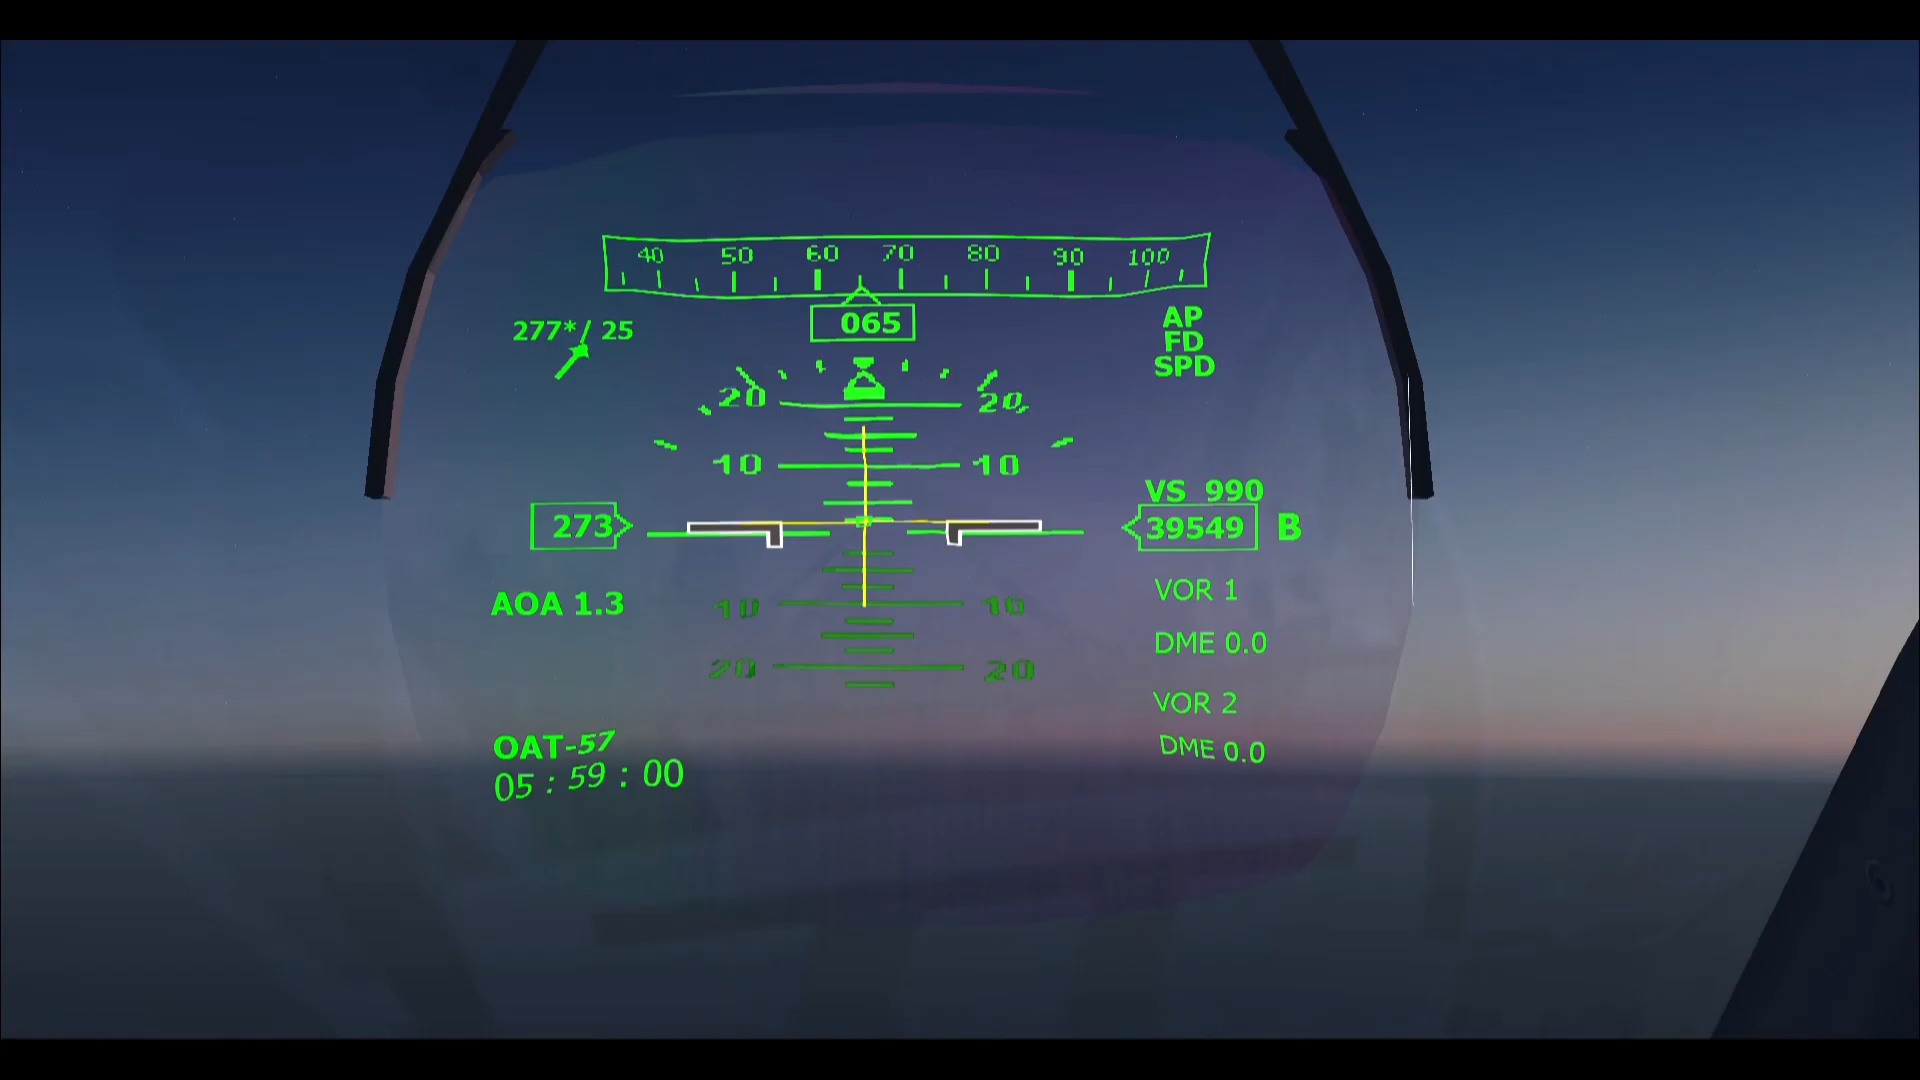 40 50 60 70 80 90 100
065
277*/ 25
AP
FD
SPD
20 20
10 10
VS 990
273
39549 B
VOR 1
AOA 1.3
10 10
DME 0.0
20 20
VOR 2
OAT-57
DME 0.0
05 : 59 : 00